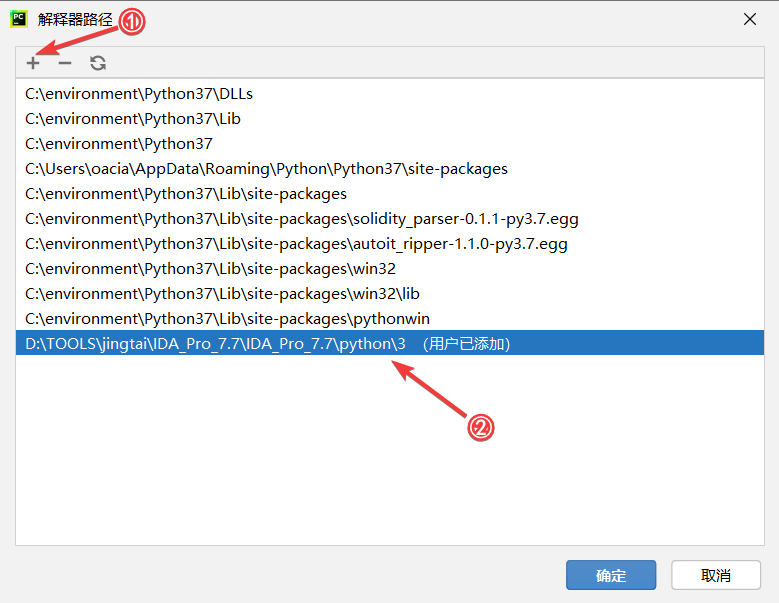 PC 解释器路径 ①
C:\environment\Python37\DLLs
C:\environment\Python37\Lib
C:\environment\Python37
C:\Users\oacia\AppData\Roaming\Python\Python37\site-packages
C:\environment\Python37\Lib\site-packages
C:\environment\Python37\Lib\site-packages\solidity_parser-0.1.1-py3.7.egg
C:\environment\Python37\Lib\site-packages\autoit_ripper-1.1.0-py3.7.egg
C:\environment\Python37\Lib\site-packages\win32
C:\environment\Python37\Lib\site-packages\win32\lib
C:\environment\Python37\Lib\site-packages\pythonwin
D:\TOOLS\jingtai\IDA_Pro_7.7\IDA_Pro_7.7\python\3 (用户已添加)
②
确定 取消